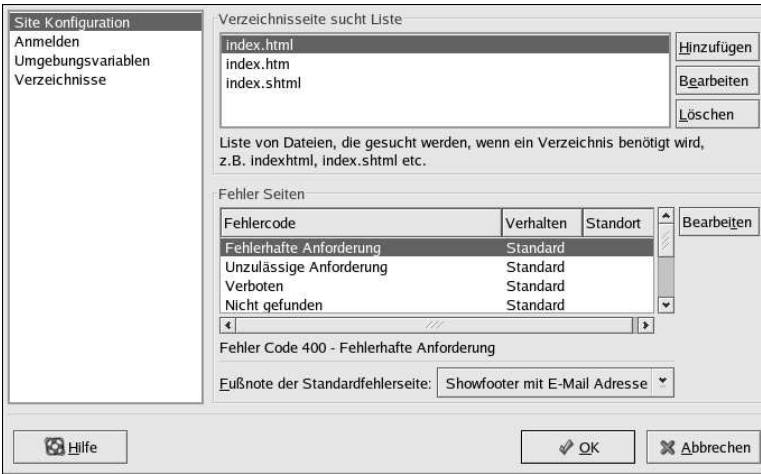 Site Konfiguration
Anmelden
Umgebungsvariablen
Verzeichnisse
Verzeichnisseite sucht Liste
index.html
index.htm
index.shtml
Hinzufügen
Bearbeiten
Löschen
Liste von Dateien, die gesucht werden, wenn ein Verzeichnis benötigt wird,
z.B. indexhtml, index.shtml etc.
Fehler Seiten
Fehlercode Verhalten Standort
Fehlerhafte Anforderung Standard
Unzulässige Anforderung Standard
Verboten Standard
Nicht gefunden Standard
Bearbeiten
Fehler Code 400 - Fehlerhafte Anforderung
Fußnote der Standardfehlerseite: Showfooter mit E-Mail Adresse
Hilfe OK Abbrechen